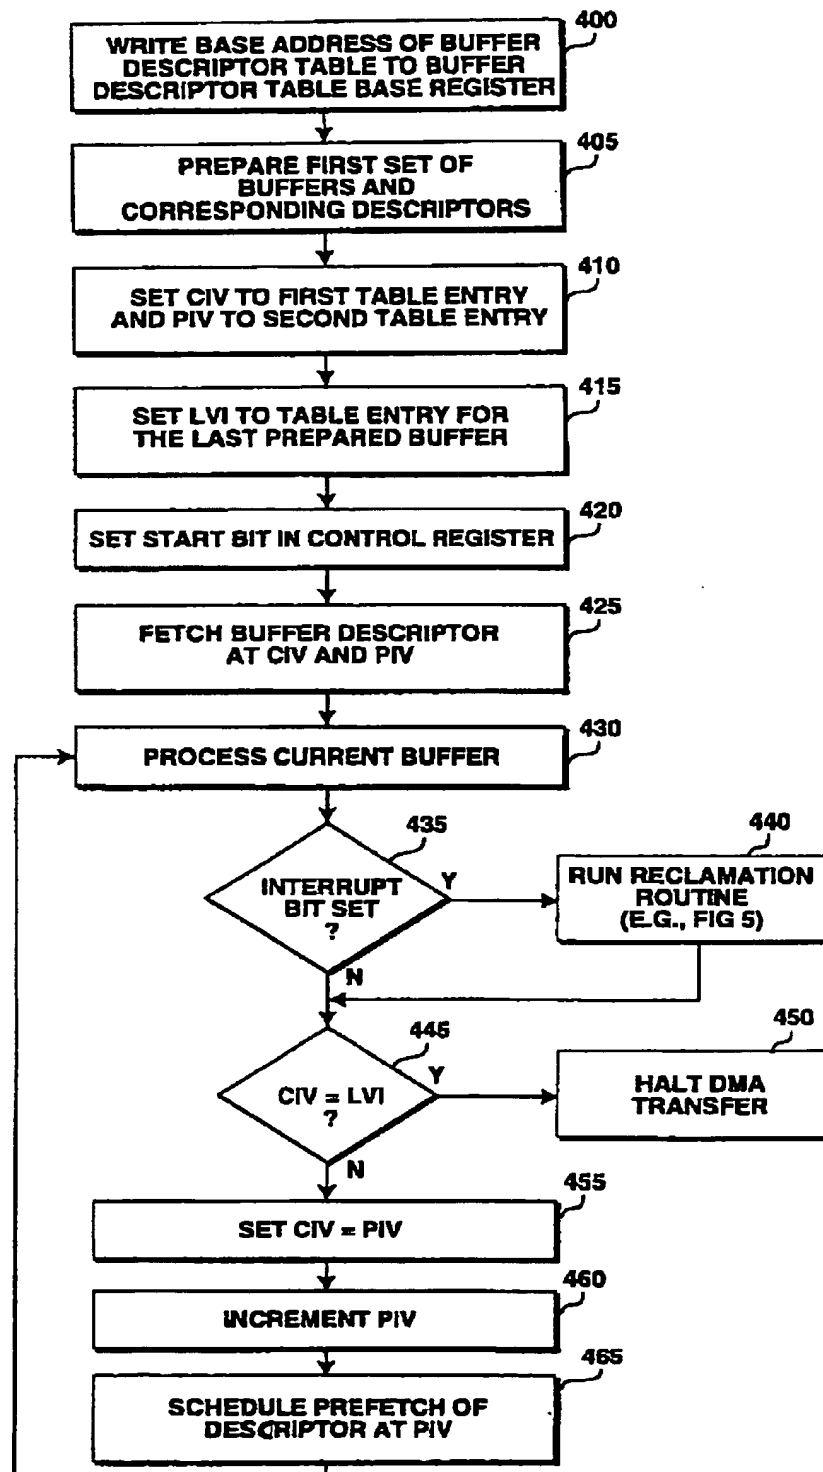 400
WRITE BASE ADDRESS OF BUFFER
DESCRIPTOR TABLE TO BUFFER
DESCRIPTOR TABLE BASE REGISTER
405
PREPARE FIRST SET OF
BUFFERS AND
CORRESPONDING DESCRIPTORS
410
SET CIV TO FIRST TABLE ENTRY
AND PIV TO SECOND TABLE ENTRY
415
SET LVI TO TABLE ENTRY FOR
THE LAST PREPARED BUFFER
420
SET START BIT IN CONTROL REGISTER
425
FETCH BUFFER DESCRIPTOR
AT CIV AND PIV
430
PROCESS CURRENT BUFFER
435
INTERRUPT
BIT SET
?
Y
N
440
RUN RECLAMATION
ROUTINE
(E.G., FIG 5)
445
CIV = LVI
?
Y
N
450
HALT DMA
TRANSFER
455
SET CIV = PIV
460
INCREMENT PIV
465
SCHEDULE PREFETCH OF
DESCRIPTOR AT PIV